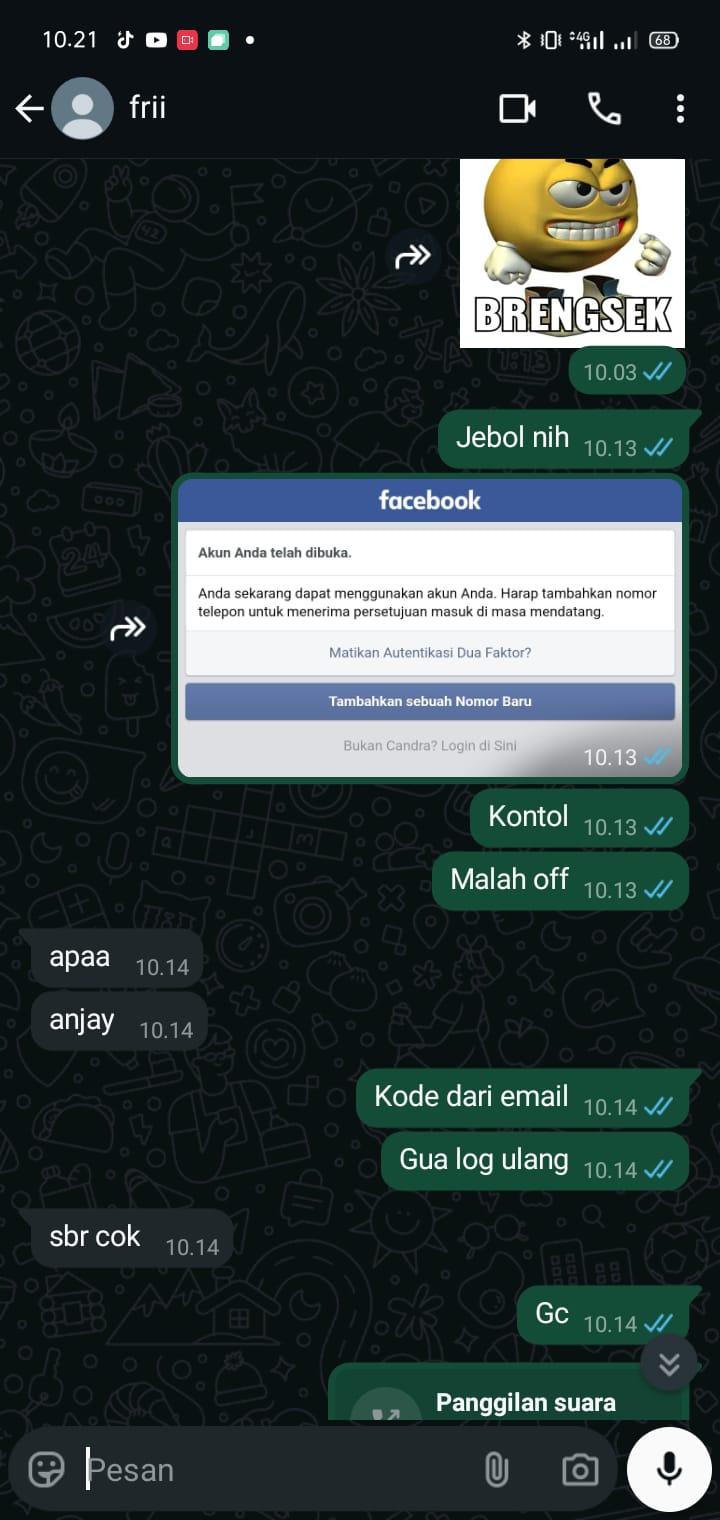 10.21
4G
68
frii
BRENGSEK
10.03
Jebol nih 10.13
facebook
Akun Anda telah dibuka.
Anda sekarang dapat menggunakan akun Anda. Harap tambahkan nomor
telepon untuk menerima persetujuan masuk di masa mendatang.
Matikan Autentikasi Dua Faktor?
Tambahkan sebuah Nomor Baru
Bukan Candra? Login di Sini
10.13
Kontol 10.13
Malah off 10.13
apaa 10.14
anjay 10.14
Kode dari email 10.14
Gua log ulang 10.14
sbr cok 10.14
Gc 10.14
Panggilan suara
Pesan